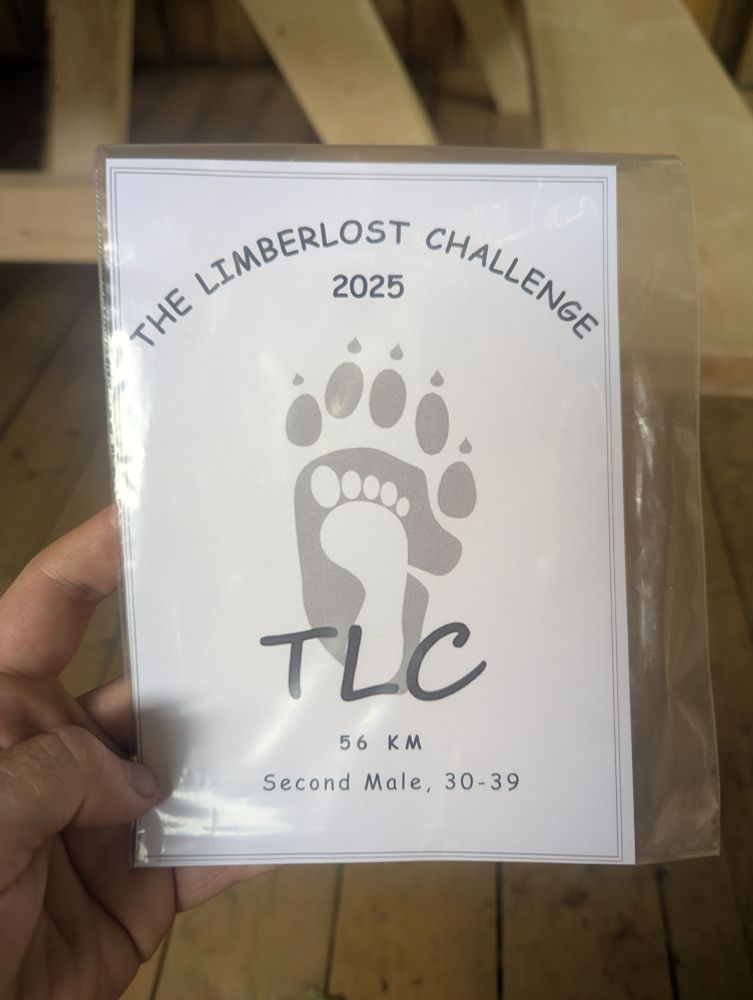 THE LIMBERLOST CHALLENGE
2025
TLC
56 KM
Second Male, 30-39